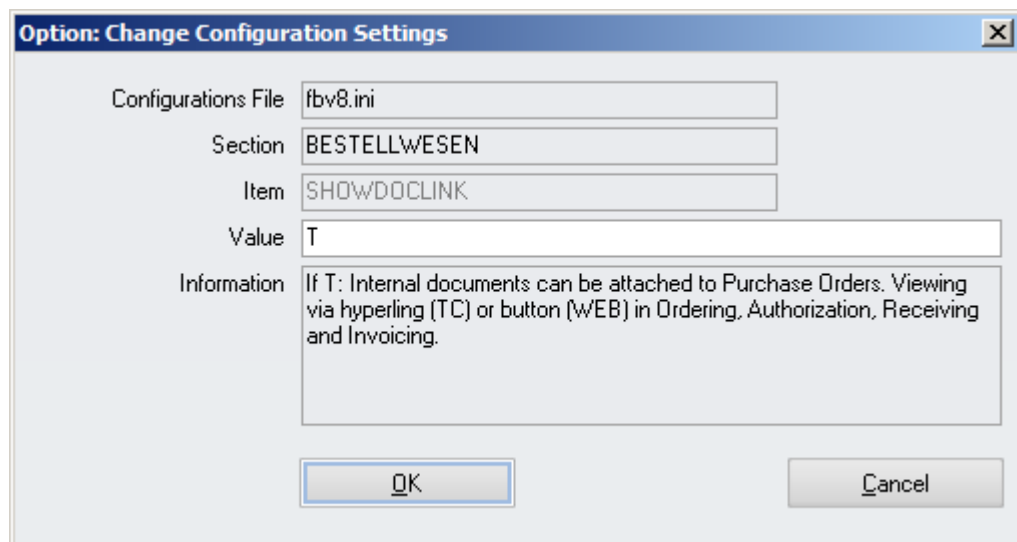 Option: Change Configuration Settings
Configurations File fbv8.ini
Section BESTELLWESEN
Item SHOWDOCLINK
Value T
Information If T: Internal documents can be attached to Purchase Orders. Viewing
via hyperling (TC) or button (WEB) in Ordering, Authorization, Receiving
and Invoicing.
OK Cancel